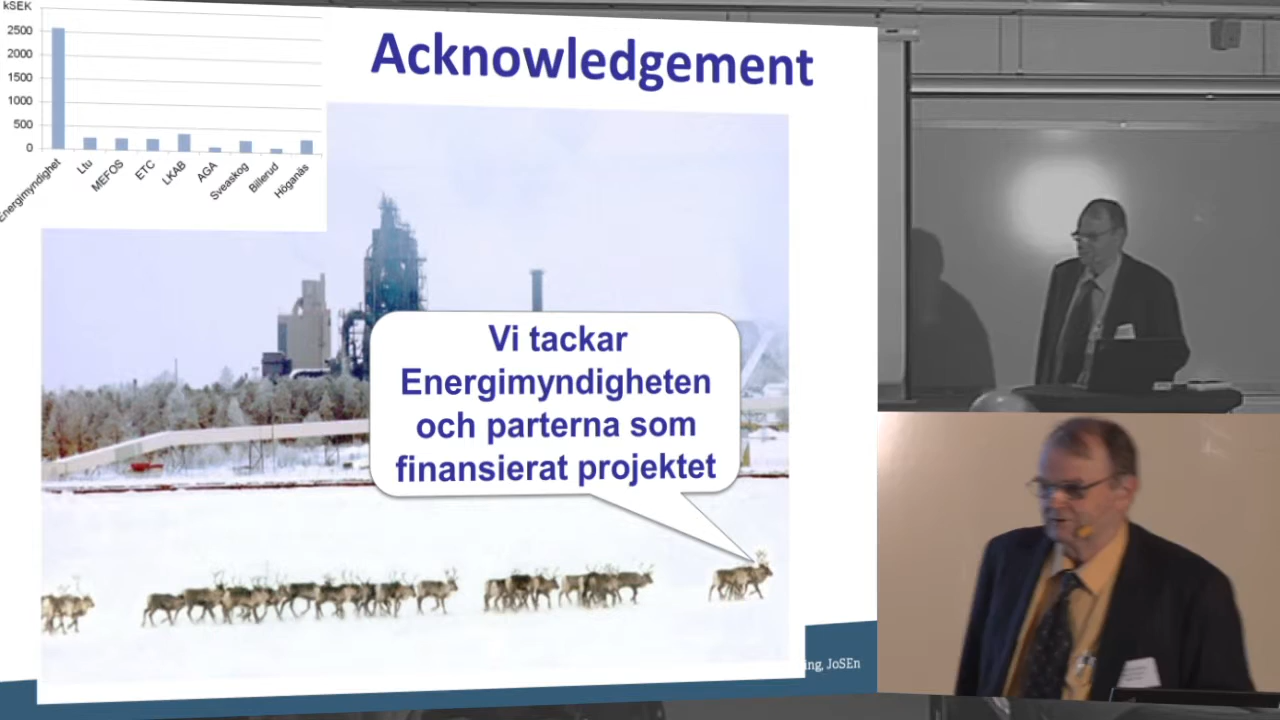 kSEK
2500
2000
1500
1000
500
0
Energimyndighet
Ltu
MEFOS
ETC
LKAB
AGA
Sveaskog
Billerud
Höganäs
Acknowledgement
Vi tackar
Energimyndigheten
och parterna som
finansierat projektet
ing, JoSEn